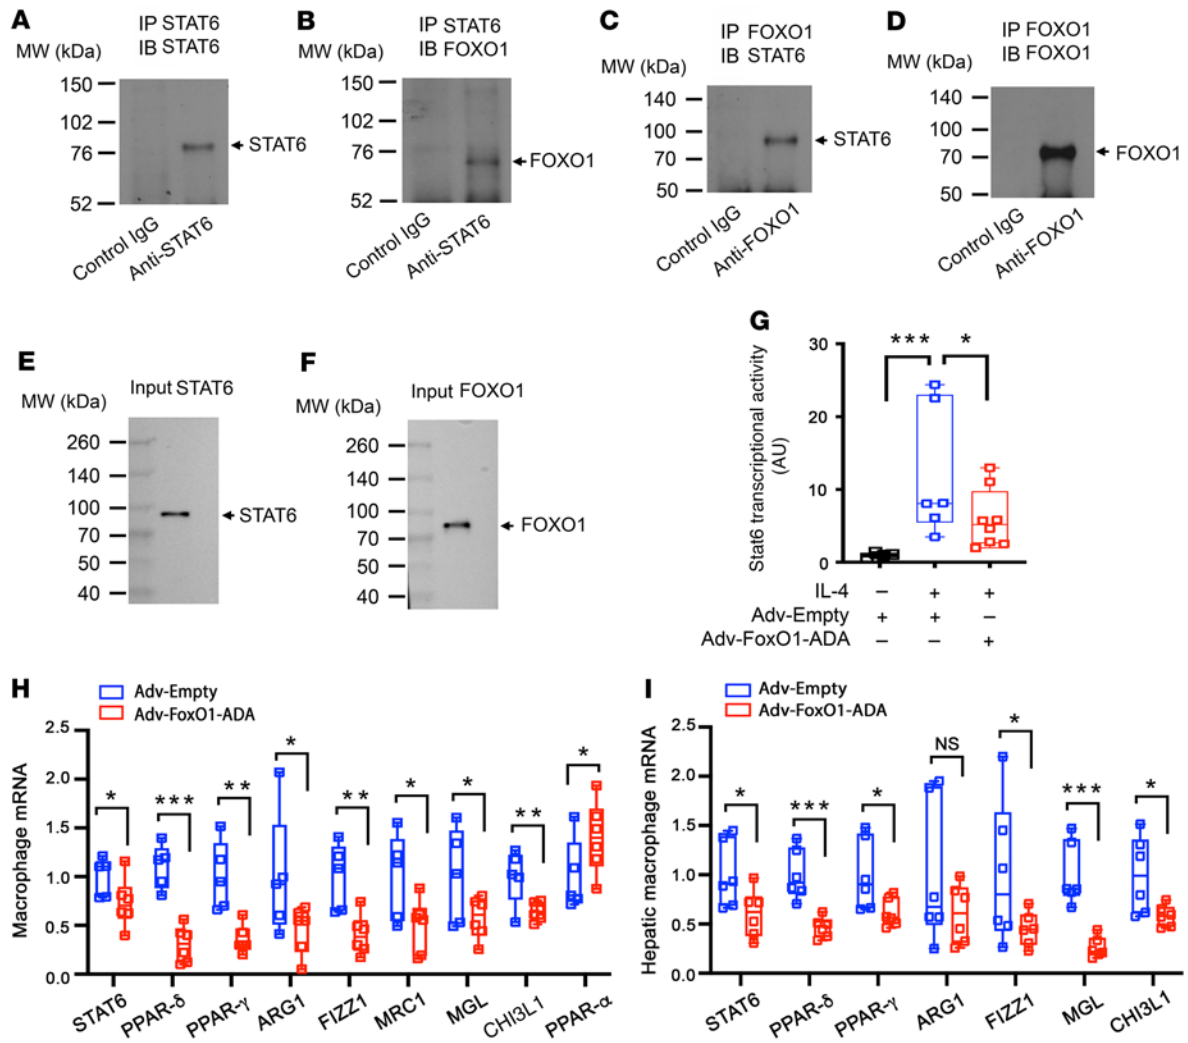 A
IP STAT6
IB STAT6
MW (kDa)
150
102
76
52
STAT6
Control IgG
Anti-STAT6
B
IP STAT6
IB FOXO1
MW (kDa)
150
102
76
52
FOXO1
Control IgG
Anti-STAT6
C
IP FOXO1
IB STAT6
MW (kDa)
140
100
70
50
STAT6
Control IgG
Anti-FOXO1
D
IP FOXO1
IB FOXO1
MW (kDa)
140
100
70
50
FOXO1
Control IgG
Anti-FOXO1
E
Input STAT6
MW (kDa)
260
140
100
70
50
40
STAT6
F
Input FOXO1
MW (kDa)
260
140
100
70
50
40
FOXO1
G
Stat6 transcriptional activity
(AU)
30
20
10
0
*** *
IL-4 − + +
Adv-Empty + + −
Adv-FoxO1-ADA − − +
H
Adv-Empty
Adv-FoxO1-ADA
Macrophage mRNA
2.5
2.0
1.5
1.0
0.5
0.0
* *** ** * ** * * ** *
STAT6 PPAR-δ PPAR-γ ARG1 FIZZ1 MRC1 MGL CHI3L1 PPAR-α
I
Adv-Empty
Adv-FoxO1-ADA
Hepatic macrophage mRNA
2.5
2.0
1.5
1.0
0.5
0.0
* *** * NS * *** *
STAT6 PPAR-δ PPAR-γ ARG1 FIZZ1 MGL CHI3L1